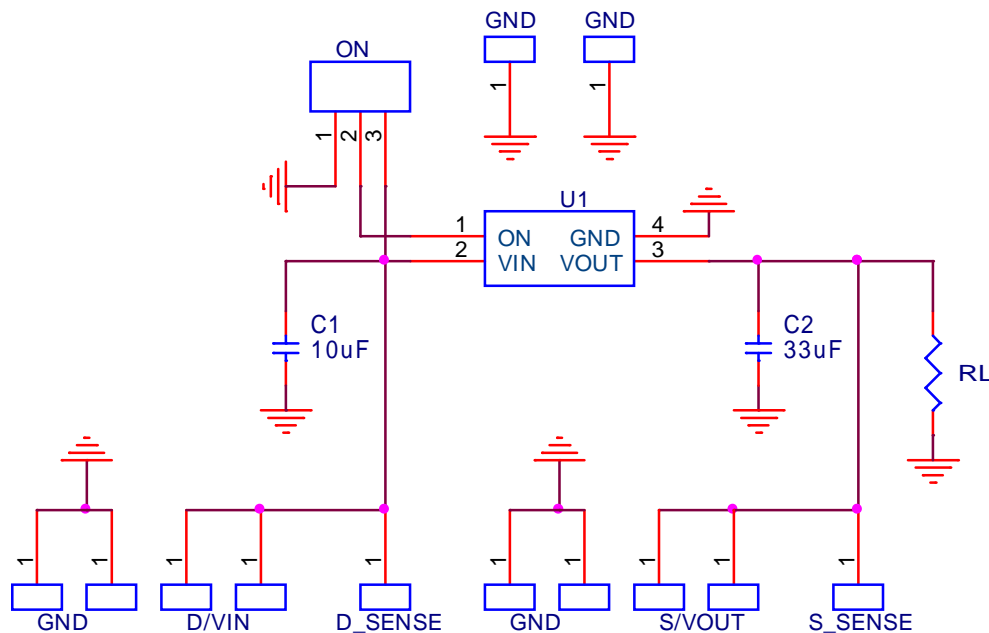 GND GND
ON
1 1
1 2 3
U1
1 ON GND 4
2 VIN VOUT 3
C1
10uF
C2
33uF
RL
1 1 1 1 1 1 1 1 1 1
GND D/VIN D_SENSE GND S/VOUT S_SENSE